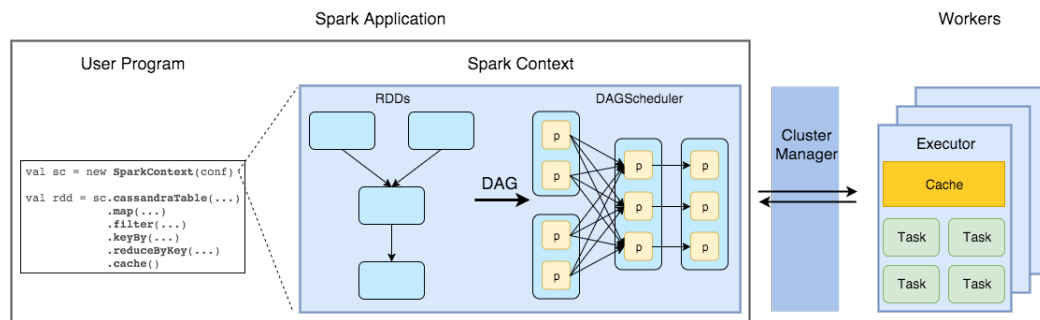 Spark Application
Workers
User Program
Spark Context
RDDs
DAGScheduler
val sc = new SparkContext(conf)
val rdd = sc.cassandraTable(...)
.map(...)
.filter(...)
.keyBy(...)
.reduceByKey(...)
.cache()
DAG
p
p
p
p
p
p
p
p
p
p
Cluster
Manager
Executor
Cache
Task
Task
Task
Task